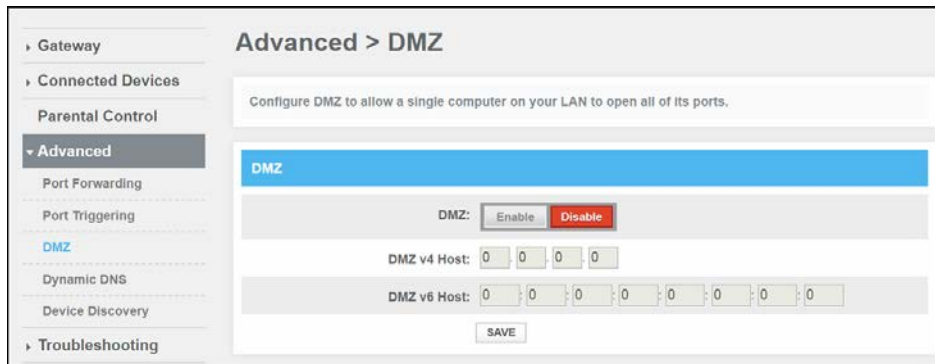 Gateway
Connected Devices
Parental Control
Advanced
Port Forwarding
Port Triggering
DMZ
Dynamic DNS
Device Discovery
Troubleshooting
Advanced > DMZ
Configure DMZ to allow a single computer on your LAN to open all of its ports.
DMZ
DMZ: Enable Disable
DMZ v4 Host: 0 . 0 . 0 . 0
DMZ v6 Host: 0 : 0 : 0 : 0 : 0 : 0 : 0 : 0
SAVE